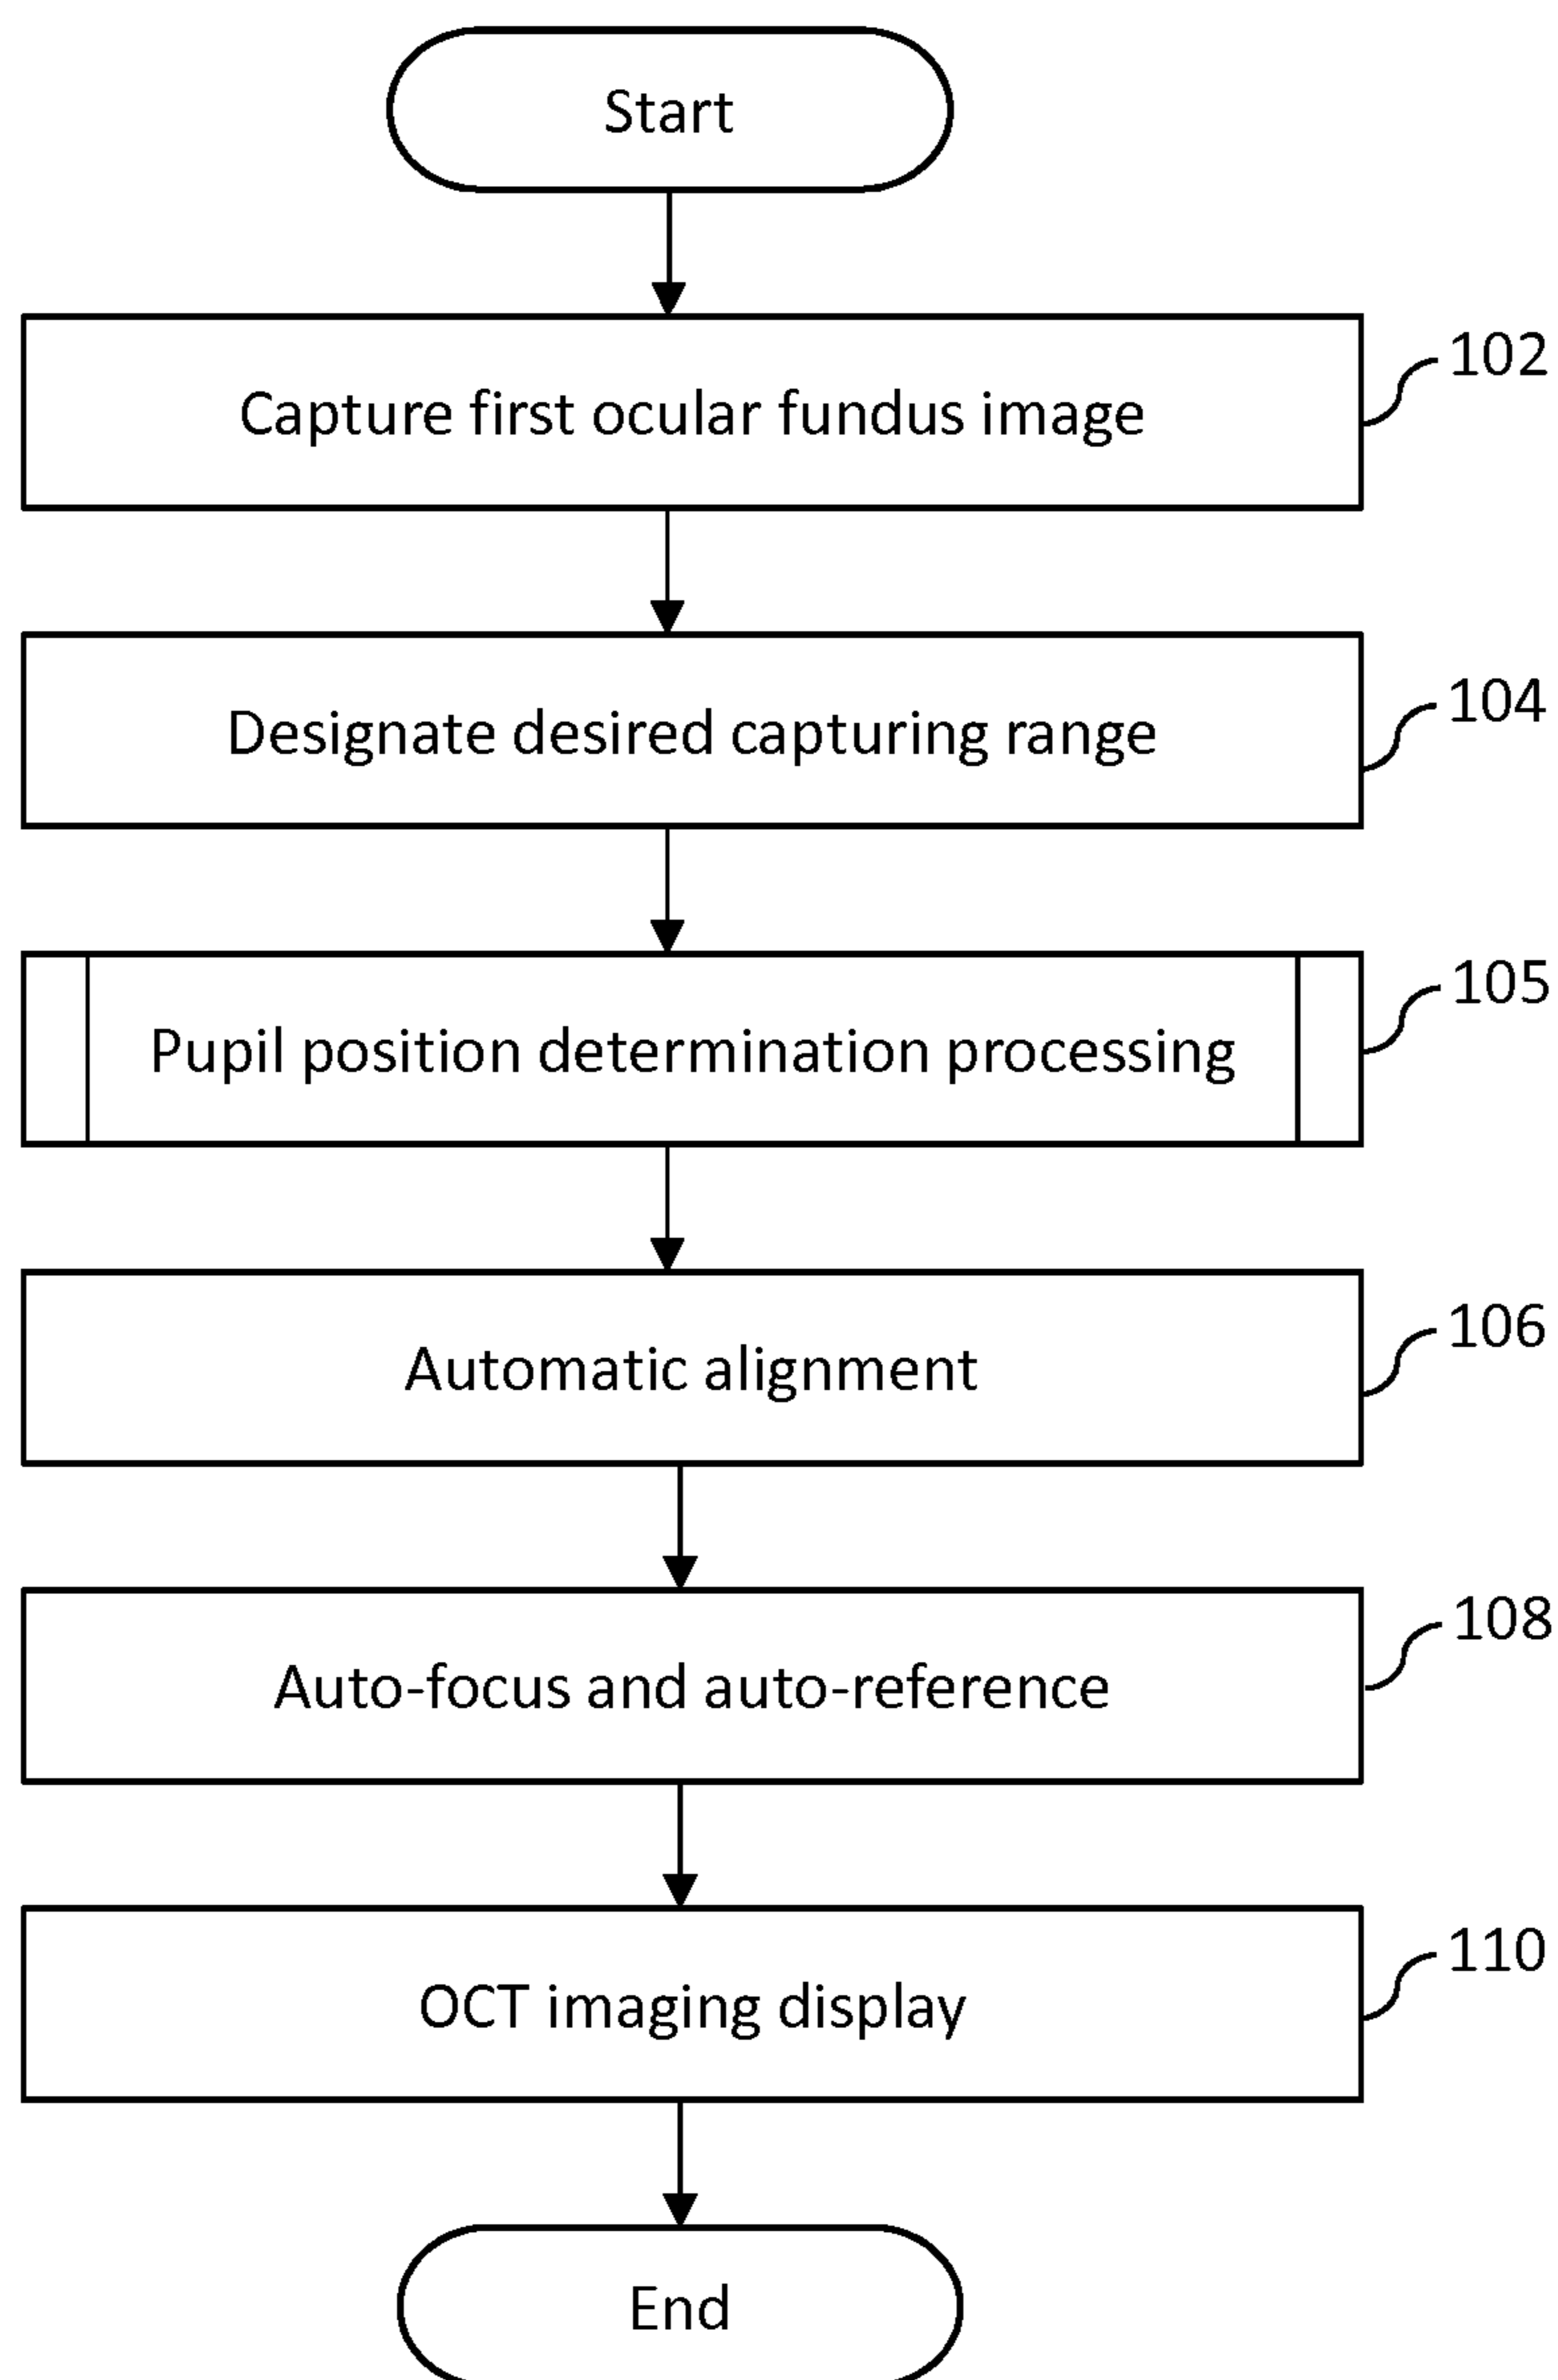 Start
Capture first ocular fundus image
102
Designate desired capturing range
104
Pupil position determination processing
105
Automatic alignment
106
Auto-focus and auto-reference
108
OCT imaging display
110
End